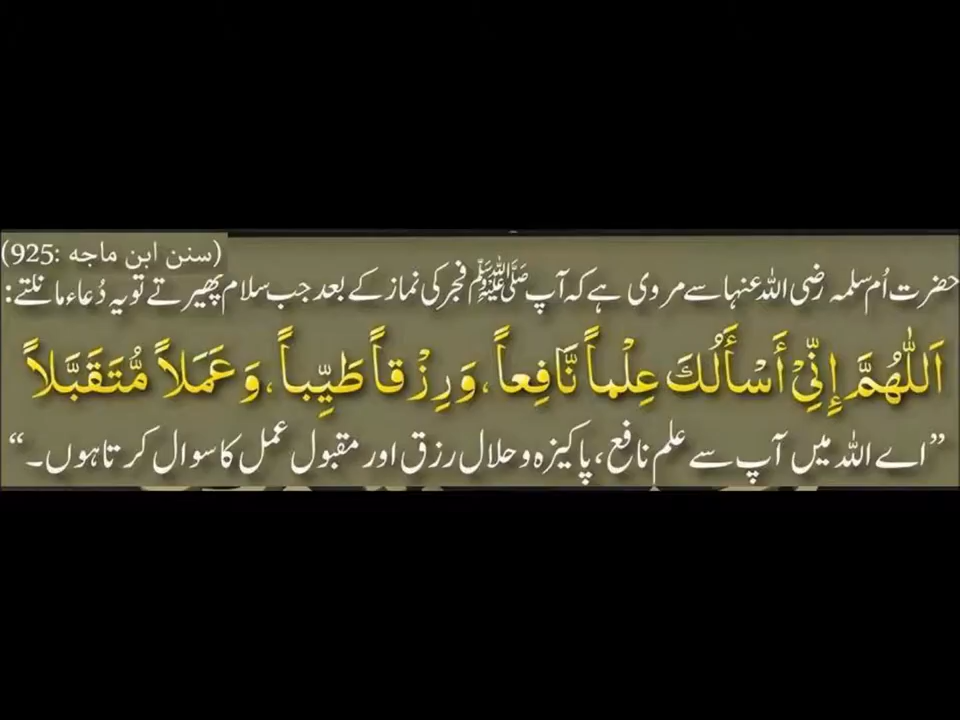 (سنن ابن ماجه :925)
حضرت اُم سلمہ رضی اللہ عنہا سے مروی ہے کہ آپ ﷺ فجر کی نماز کے بعد جب سلام پھیرتے تو یہ دُعاء مانگتے:
اَللّٰهُمَّ إِنِّيْ أَسْأَلُكَ عِلْماً نَّافِعاً، وَرِزْقاً طَيِّباً، وَ عَمَلاً مُّتَقَبَّلاً
”اے اللہ میں آپ سے علم نافع، پاکیزہ و حلال رزق اور مقبول عمل کا سوال کرتا ہوں۔“